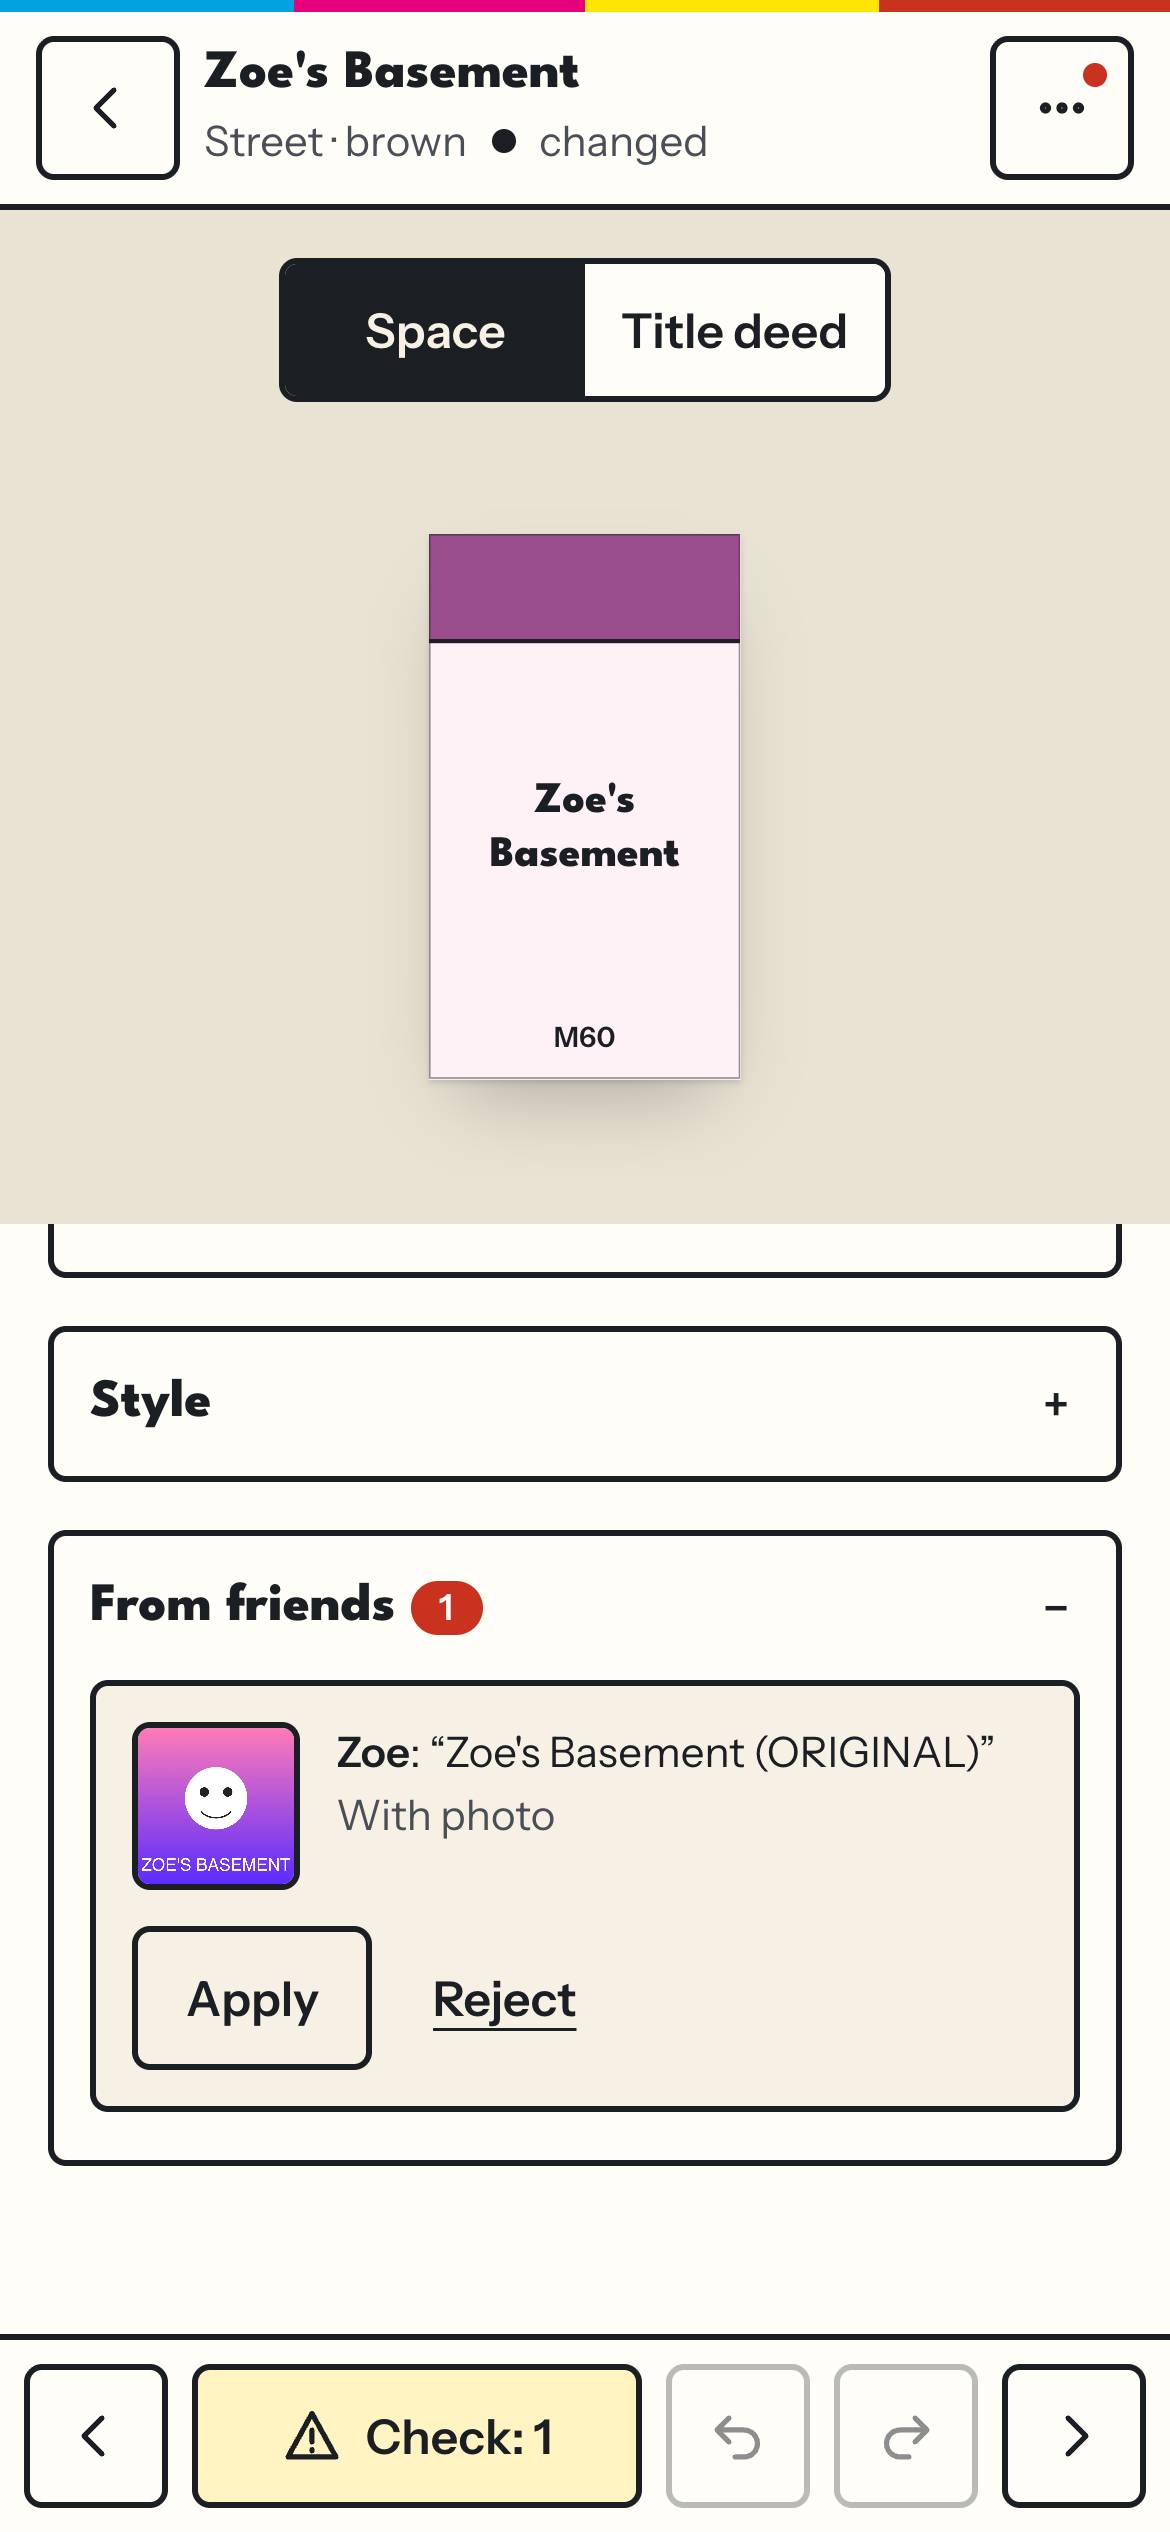 Zoe's Basement
Street · brown ● changed
Space
Title deed
Zoe's
Basement
M60
Style
From friends 1
Zoe: “Zoe's Basement (ORIGINAL)”
With photo
ZOE'S BASEMENT
Apply
Reject
Check: 1